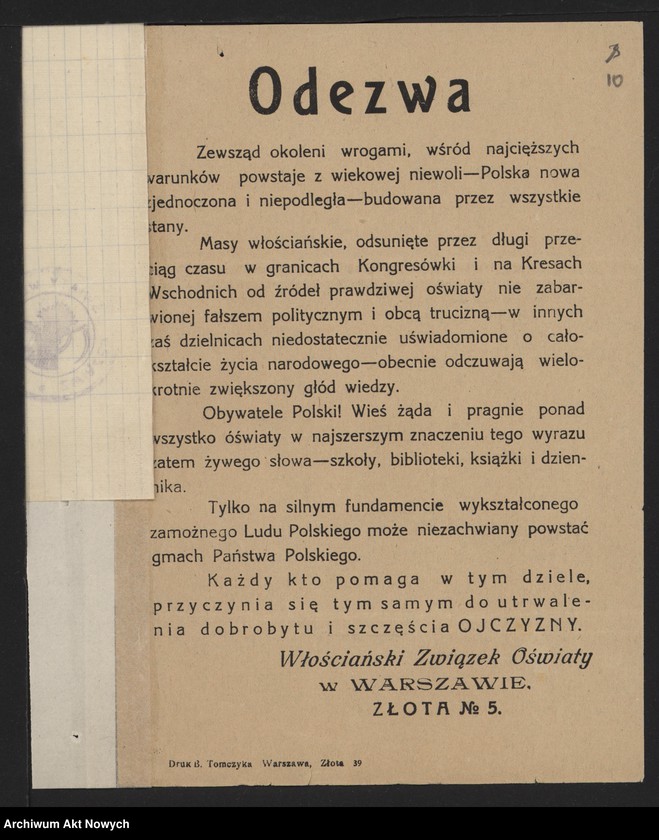 3
10
Odezwa
Zewsząd okoleni wrogami, wśród najcięższych
warunków powstaje z wiekowej niewoli—Polska nowa
zjednoczona i niepodległa—budowana przez wszystkie
stany.
Masy włościańskie, odsunięte przez długi prze-
ciąg czasu w granicach Kongresówki i na Kresach
Wschodnich od źródeł prawdziwej oświaty nie zabar-
wionej fałszem politycznym i obcą trucizną—w innych
zaś dzielnicach niedostatecznie uświadomione o cało-
kształcie życia narodowego—obecnie odczuwają wielo-
krotnie zwiększony głód wiedzy.
Obywatele Polski! Wieś żąda i pragnie ponad
wszystko óświaty w najszerszym znaczeniu tego wyrazu
zatem żywego słowa—szkoły, biblioteki, książki i dzien-
nika.
Tylko na silnym fundamencie wykształconego
zamożnego Ludu Polskiego może niezachwiany powstać
gmach Państwa Polskiego.
Każdy kto pomaga w tym dziele,
przyczynia się tym samym do utrwale-
nia dobrobytu i szczęścia OJCZYZNY.
Włościański Związek Oświaty
w WARSZAWIE.
ZŁOTA № 5.
Druk B. Tomczyka Warszawa, Złota 39
Archiwum Akt Nowych